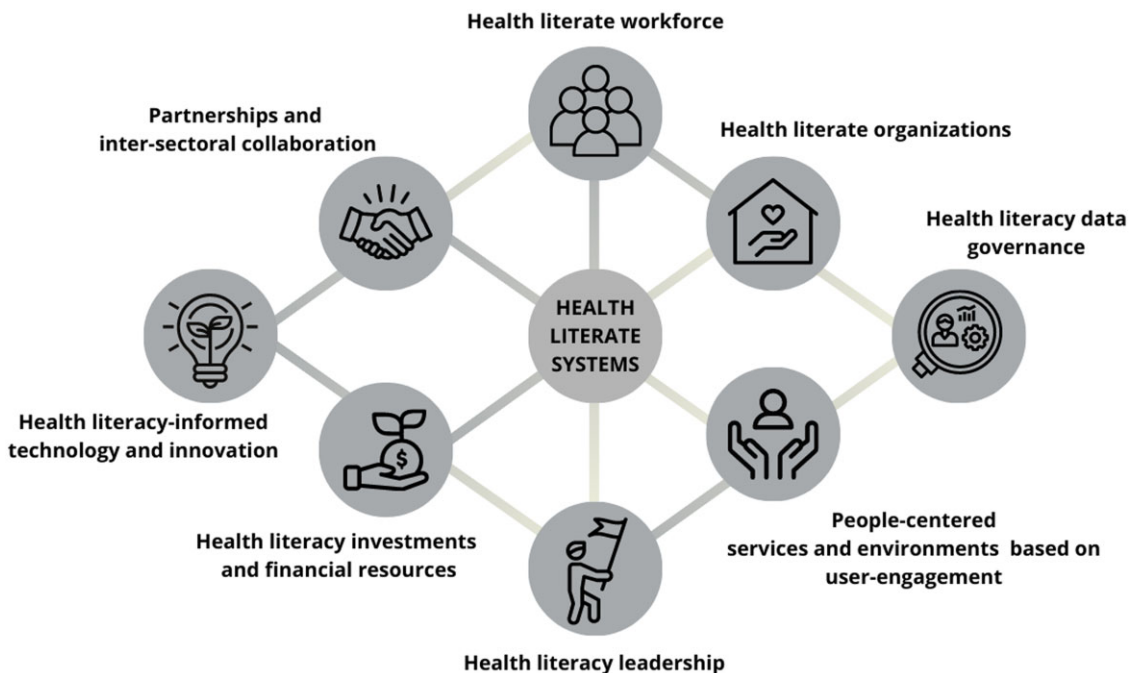 Health literate workforce
Partnerships and
inter-sectoral collaboration
Health literate organizations
Health literacy data
governance
HEALTH
LITERATE
SYSTEMS
$
Health literacy-informed
technology and innovation
Health literacy investments
and financial resources
People-centered
services and environments based on
user-engagement
Health literacy leadership